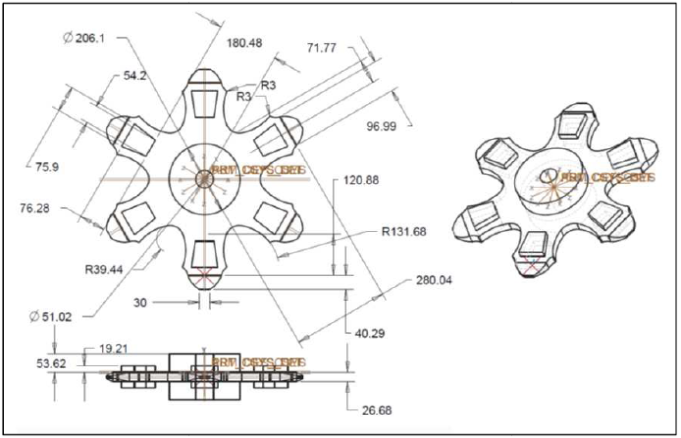 Ø 206.1
180.48
71.77
54.2
R3
R3
96.99
75.9
120.88
76.28
R131.68
R39.44
280.04
30
Ø 51.02
40.29
19.21
53.62
26.68